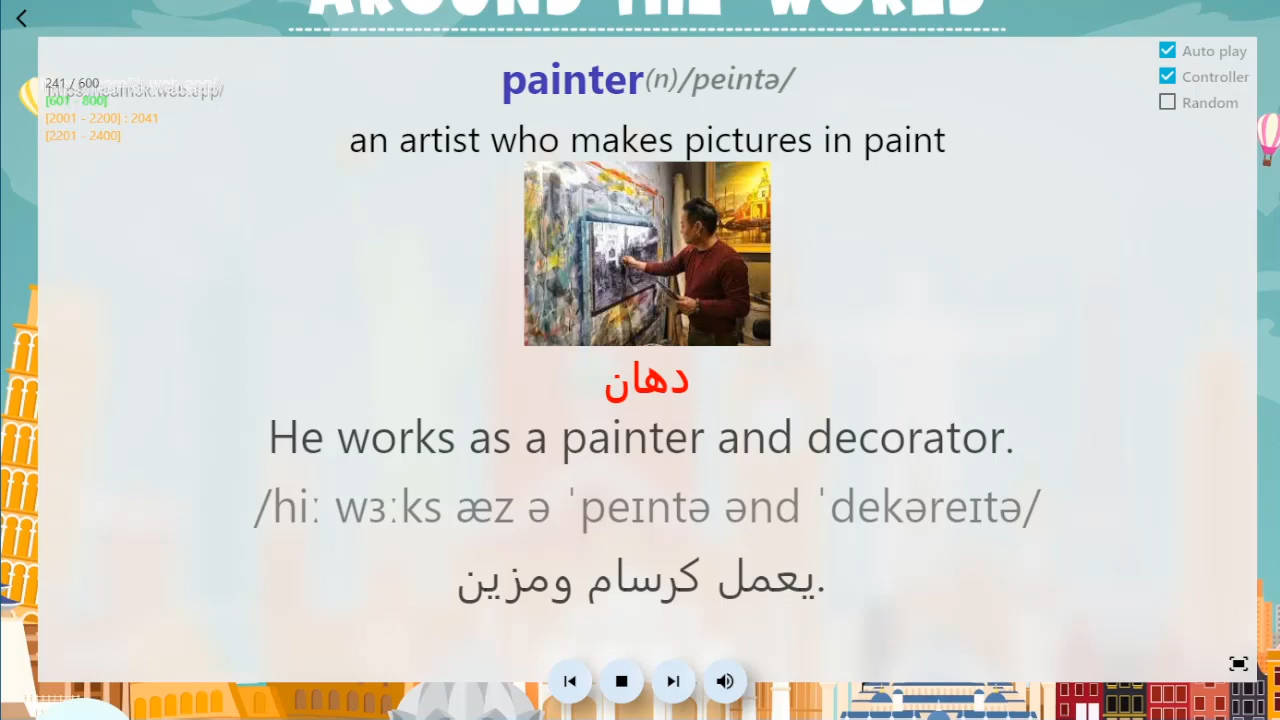 AROUND THE WORLD
painter(n)/peintə/
241 / 600
[601 - 800]
[2001 - 2200] : 2041
[2201 - 2400]
Auto play
Controller
Random
an artist who makes pictures in paint
دهان
He works as a painter and decorator.
/hiː wɜːks æz ə ˈpeɪntə ənd ˈdekəreɪtə/
يعمل كرسام ومزين.